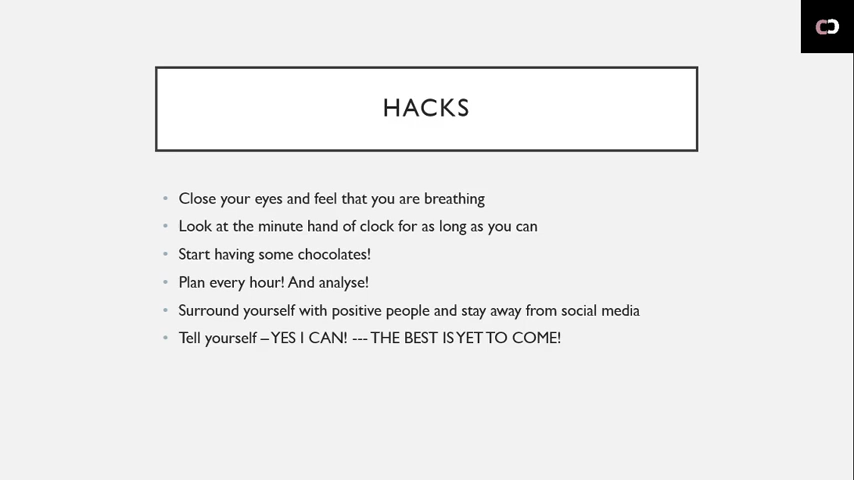 HACKS
• Close your eyes and feel that you are breathing
• Look at the minute hand of clock for as long as you can
• Start having some chocolates!
• Plan every hour! And analyse!
• Surround yourself with positive people and stay away from social media
• Tell yourself – YES I CAN! --- THE BEST IS YET TO COME!